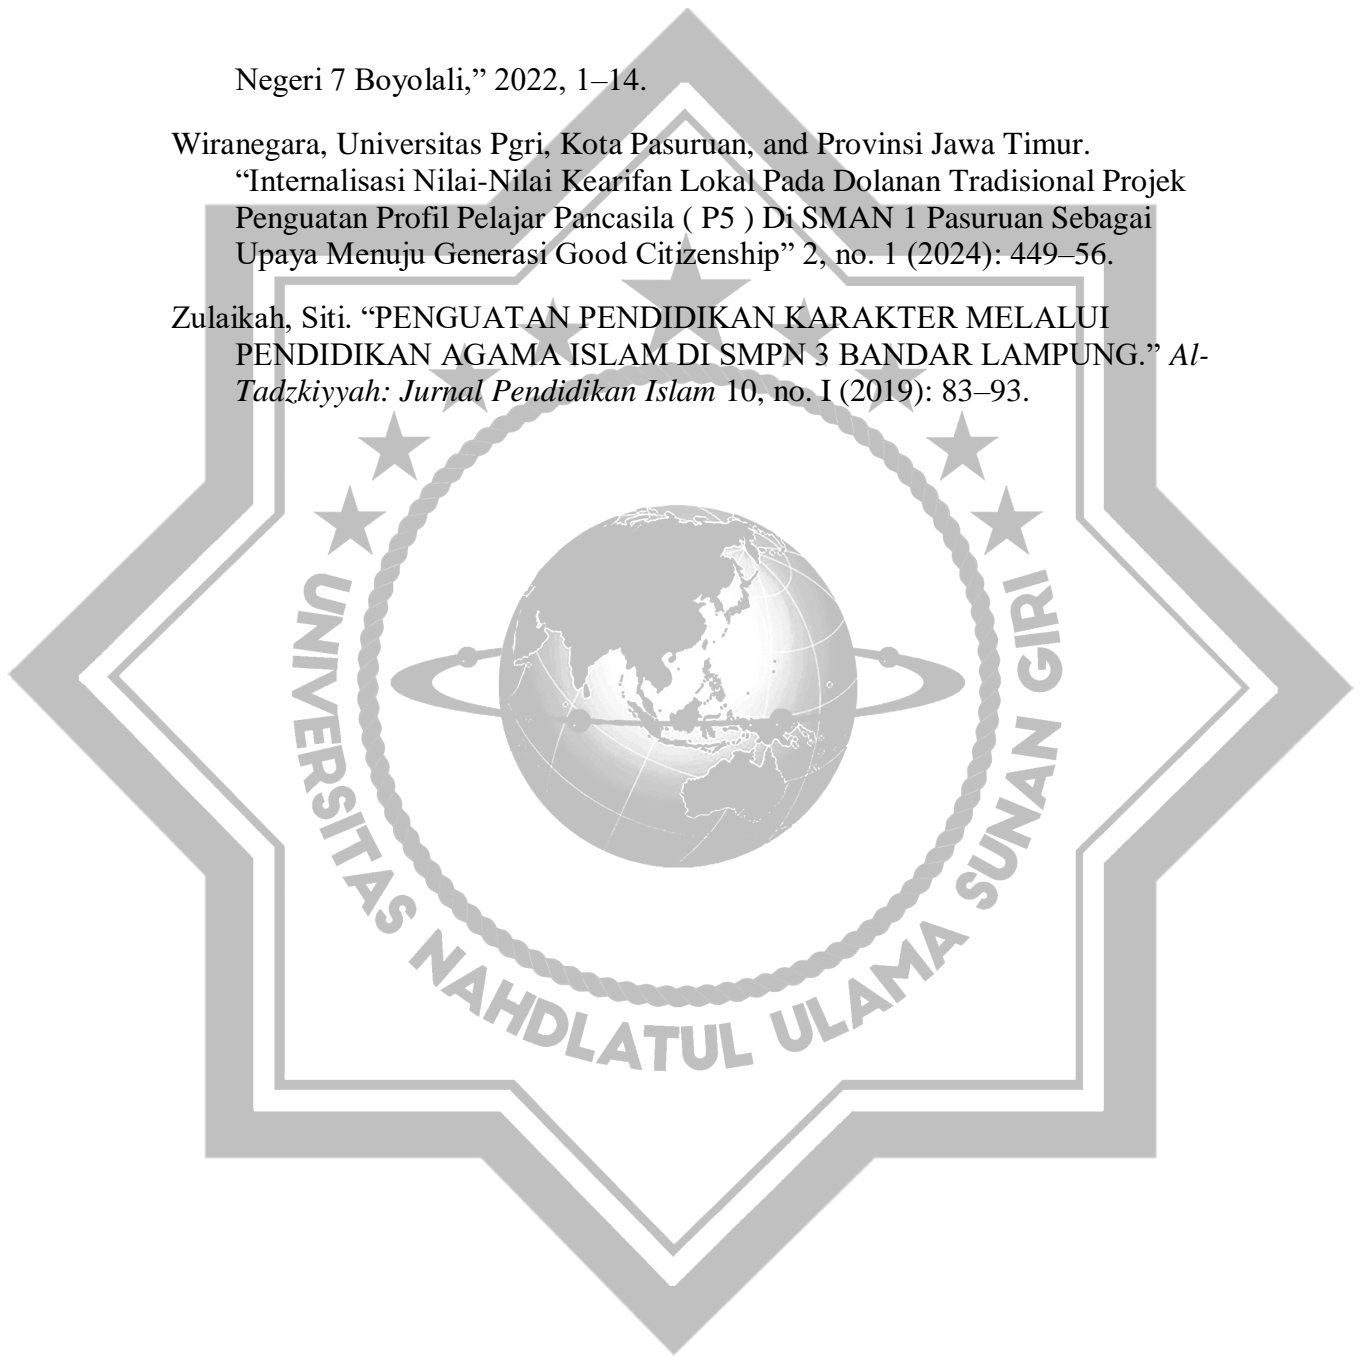 Negeri 7 Boyolali,” 2022, 1–14.
Wiranegara, Universitas Pgri, Kota Pasuruan, and Provinsi Jawa Timur.
“Internalisasi Nilai-Nilai Kearifan Lokal Pada Dolanan Tradisional Projek
Penguatan Profil Pelajar Pancasila ( P5 ) Di SMAN 1 Pasuruan Sebagai
Upaya Menuju Generasi Good Citizenship” 2, no. 1 (2024): 449–56.
Zulaikah, Siti. “PENGUATAN PENDIDIKAN KARAKTER MELALUI
PENDIDIKAN AGAMA ISLAM DI SMPN 3 BANDAR LAMPUNG.” Al-
Tadzkiyyah: Jurnal Pendidikan Islam 10, no. I (2019): 83–93.
UNIVERSITAS NAHDLATUL ULAMA SUNAN GIRI